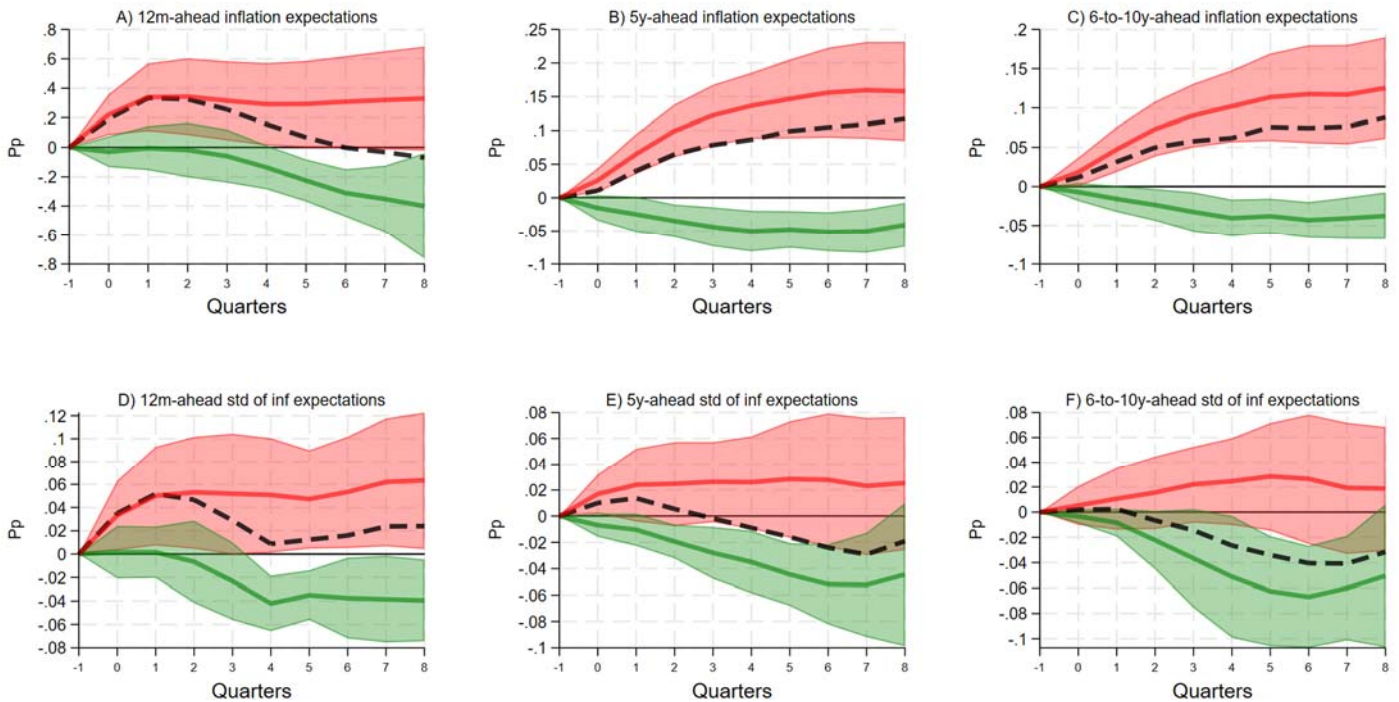 A) 12m-ahead inflation expectations
.8
.6
.4
.2
0
-.2
-.4
-.6
-.8
Pp
-1 0 1 2 3 4 5 6 7 8
Quarters
B) 5y-ahead inflation expectations
.25
.2
.15
.1
.05
0
-.05
-.1
Pp
-1 0 1 2 3 4 5 6 7 8
Quarters
C) 6-to-10y-ahead inflation expectations
.2
.15
.1
.05
0
-.05
-.1
Pp
-1 0 1 2 3 4 5 6 7 8
Quarters
D) 12m-ahead std of inf expectations
.12
.1
.08
.06
.04
.02
0
-.02
-.04
-.06
-.08
Pp
-1 0 1 2 3 4 5 6 7 8
Quarters
E) 5y-ahead std of inf expectations
.08
.06
.04
.02
0
-.02
-.04
-.06
-.08
-.1
Pp
-1 0 1 2 3 4 5 6 7 8
Quarters
F) 6-to-10y-ahead std of inf expectations
.08
.06
.04
.02
0
-.02
-.04
-.06
-.08
-.1
Pp
-1 0 1 2 3 4 5 6 7 8
Quarters